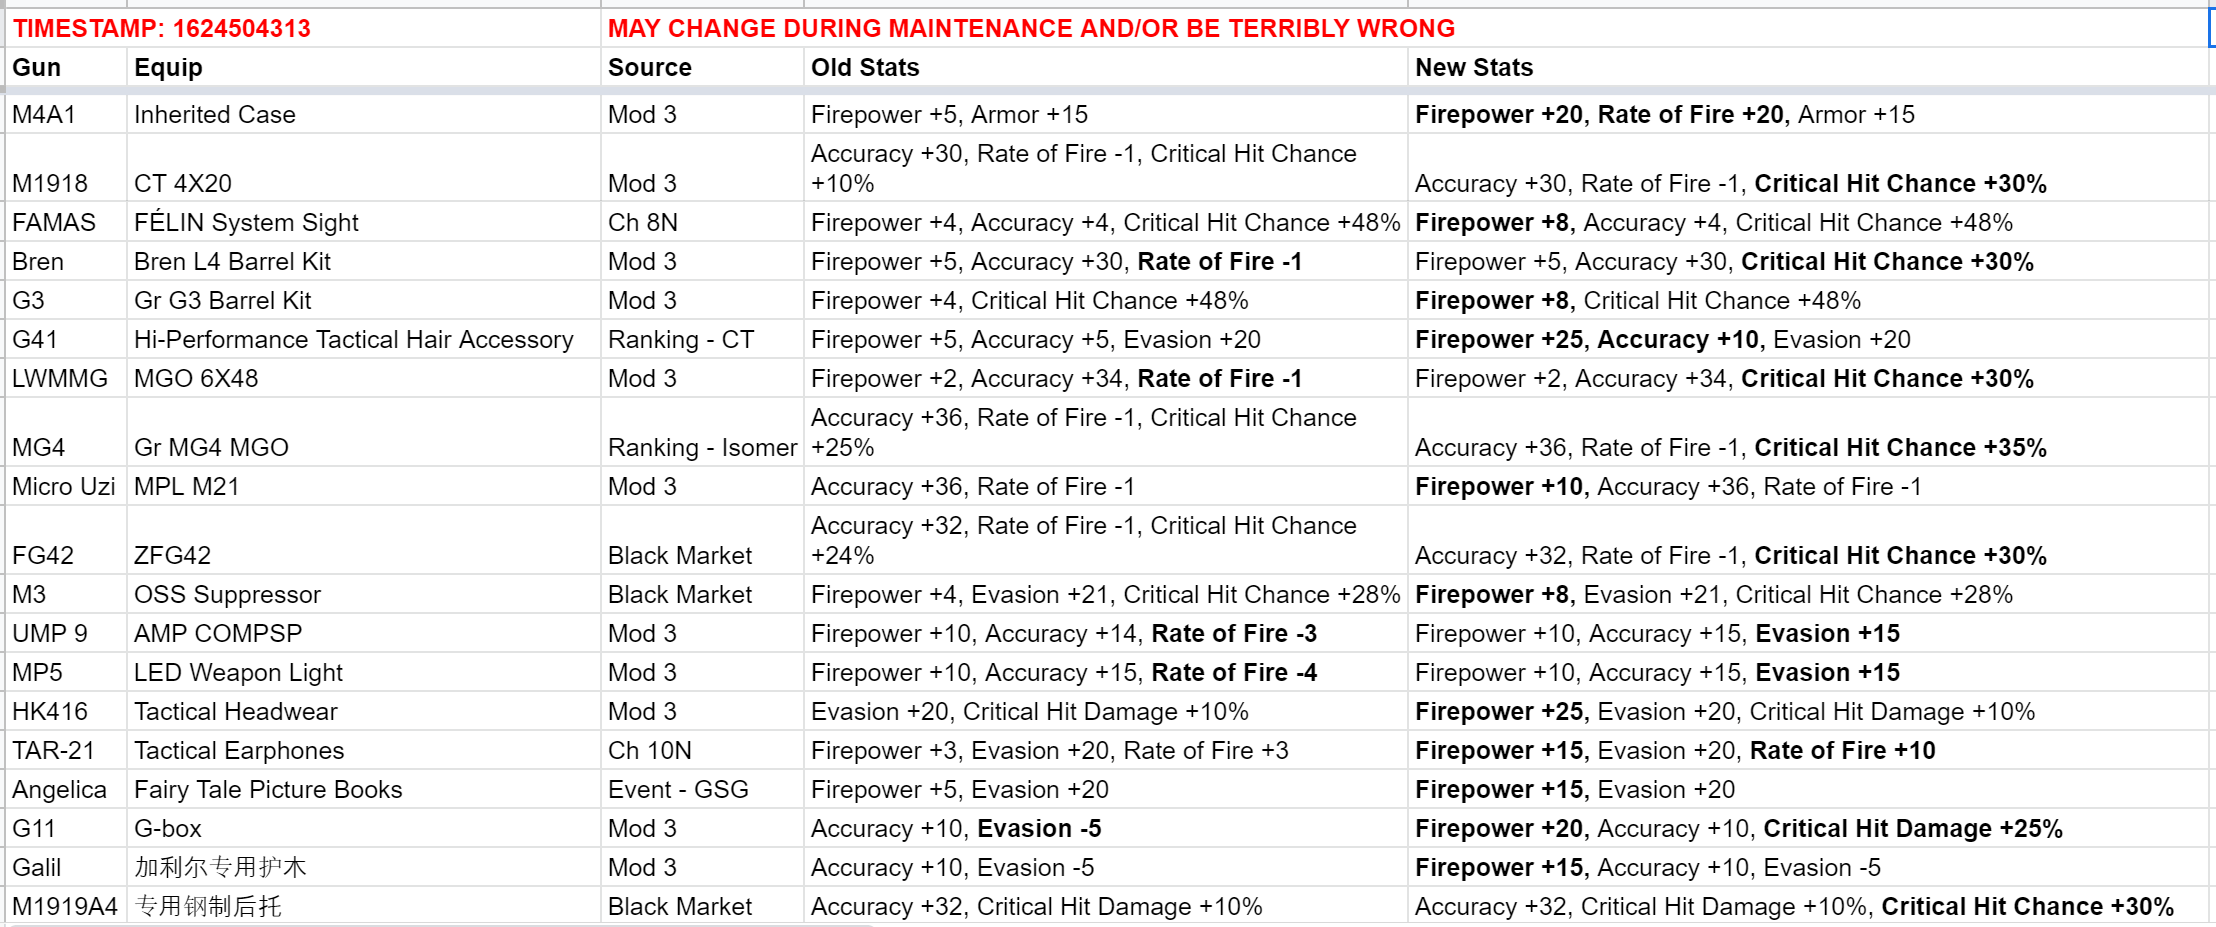 TIMESTAMP: 1624504313 MAY CHANGE DURING MAINTENANCE AND/OR BE TERRIBLY WRONG
Gun Equip Source Old Stats New Stats
M4A1 Inherited Case Mod 3 Firepower +5, Armor +15 Firepower +20, Rate of Fire +20, Armor +15
M1918 CT 4X20 Mod 3 Accuracy +30, Rate of Fire -1, Critical Hit Chance
+10% Accuracy +30, Rate of Fire -1, Critical Hit Chance +30%
FAMAS FÉLIN System Sight Ch 8N Firepower +4, Accuracy +4, Critical Hit Chance +48% Firepower +8, Accuracy +4, Critical Hit Chance +48%
Bren Bren L4 Barrel Kit Mod 3 Firepower +5, Accuracy +30, Rate of Fire -1 Firepower +5, Accuracy +30, Critical Hit Chance +30%
G3 Gr G3 Barrel Kit Mod 3 Firepower +4, Critical Hit Chance +48% Firepower +8, Critical Hit Chance +48%
G41 Hi-Performance Tactical Hair Accessory Ranking - CT Firepower +5, Accuracy +5, Evasion +20 Firepower +25, Accuracy +10, Evasion +20
LWMMG MGO 6X48 Mod 3 Firepower +2, Accuracy +34, Rate of Fire -1 Firepower +2, Accuracy +34, Critical Hit Chance +30%
MG4 Gr MG4 MGO Ranking - Isomer Accuracy +36, Rate of Fire -1, Critical Hit Chance
+25% Accuracy +36, Rate of Fire -1, Critical Hit Chance +35%
Micro Uzi MPL M21 Mod 3 Accuracy +36, Rate of Fire -1 Firepower +10, Accuracy +36, Rate of Fire -1
FG42 ZFG42 Black Market Accuracy +32, Rate of Fire -1, Critical Hit Chance
+24% Accuracy +32, Rate of Fire -1, Critical Hit Chance +30%
M3 OSS Suppressor Black Market Firepower +4, Evasion +21, Critical Hit Chance +28% Firepower +8, Evasion +21, Critical Hit Chance +28%
UMP 9 AMP COMPSP Mod 3 Firepower +10, Accuracy +14, Rate of Fire -3 Firepower +10, Accuracy +15, Evasion +15
MP5 LED Weapon Light Mod 3 Firepower +10, Accuracy +15, Rate of Fire -4 Firepower +10, Accuracy +15, Evasion +15
HK416 Tactical Headwear Mod 3 Evasion +20, Critical Hit Damage +10% Firepower +25, Evasion +20, Critical Hit Damage +10%
TAR-21 Tactical Earphones Ch 10N Firepower +3, Evasion +20, Rate of Fire +3 Firepower +15, Evasion +20, Rate of Fire +10
Angelica Fairy Tale Picture Books Event - GSG Firepower +5, Evasion +20 Firepower +15, Evasion +20
G11 G-box Mod 3 Accuracy +10, Evasion -5 Firepower +20, Accuracy +10, Critical Hit Damage +25%
Galil 加利尔专用护木 Mod 3 Accuracy +10, Evasion -5 Firepower +15, Accuracy +10, Evasion -5
M1919A4 专用钢制后托 Black Market Accuracy +32, Critical Hit Damage +10% Accuracy +32, Critical Hit Damage +10%, Critical Hit Chance +30%